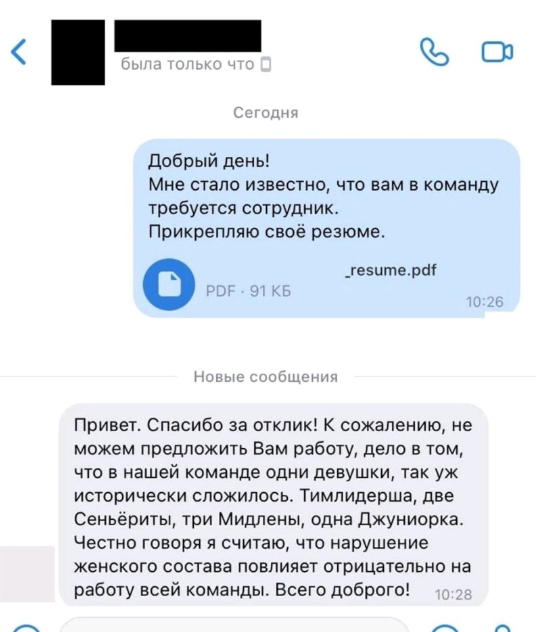 была только что
Сегодня
Добрый день!
Мне стало известно, что вам в команду
требуется сотрудник.
Прикрепляю своё резюме.
_resume.pdf
PDF · 91 КБ
10:26
Новые сообщения
Привет. Спасибо за отклик! К сожалению, не
можем предложить Вам работу, дело в том,
что в нашей команде одни девушки, так уж
исторически сложилось. Тимлидерша, две
Сеньёриты, три Мидлены, одна Джуниорка.
Честно говоря я считаю, что нарушение
женского состава повлияет отрицательно на
работу всей команды. Всего доброго!
10:28